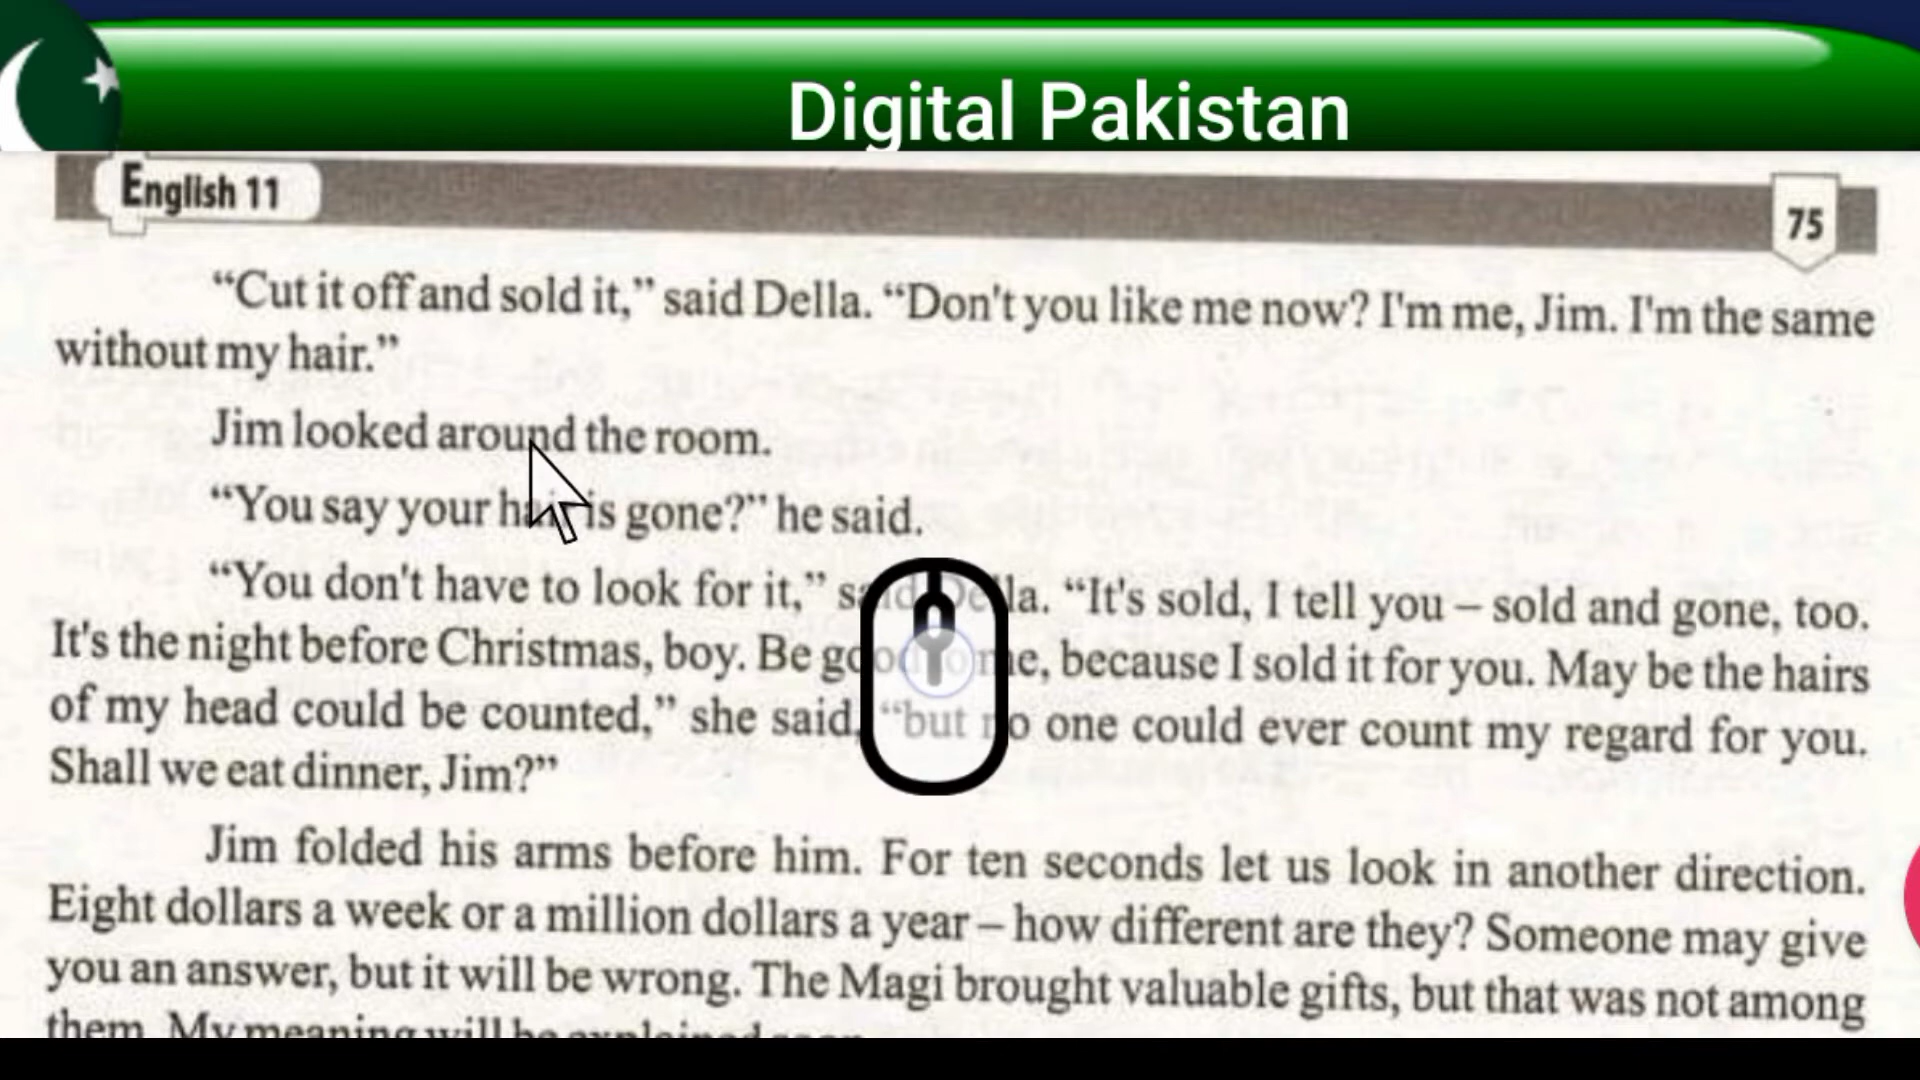 Digital Pakistan
English 11
75
“Cut it off and sold it,” said Della. “Don't you like me now? I'm me, Jim. I'm the same
without my hair.”
Jim looked around the room.
“You say your hair is gone?” he said.
“You don't have to look for it,” said Della. “It's sold, I tell you – sold and gone, too.
It's the night before Christmas, boy. Be good to me, because I sold it for you. May be the hairs
of my head could be counted,” she said, “but no one could ever count my regard for you.
Shall we eat dinner, Jim?”
Jim folded his arms before him. For ten seconds let us look in another direction.
Eight dollars a week or a million dollars a year – how different are they? Someone may give
you an answer, but it will be wrong. The Magi brought valuable gifts, but that was not among
them. My meaning will be explained soon.